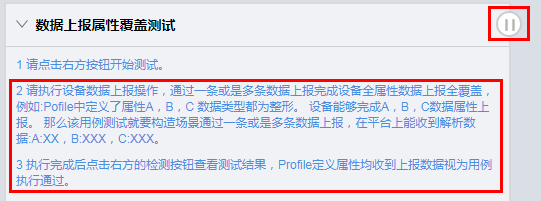 数据上报属性覆盖测试
1 请点击右方按钮开始测试。
2 请执行设备数据上报操作，通过一条或是多条数据上报完成设备全属性数据上报全覆盖，
例如:Pofile中定义了属性A，B，C 数据类型都为整形。 设备能够完成A，B，C数据属性上
报。 那么该用例测试就要构造场景通过一条或是多条数据上报，在平台上能收到解析数
据:A:XX，B:XXX，C:XXX。
3 执行完成后点击右方的检测按钮查看测试结果，Profile定义属性均收到上报数据视为用例
执行通过。